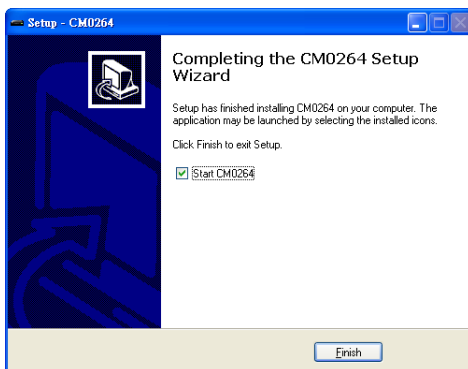 Setup - CM0264
Completing the CM0264 Setup
Wizard
Setup has finished installing CM0264 on your computer. The
application may be launched by selecting the installed icons.
Click Finish to exit Setup.
Start CM0264
Finish